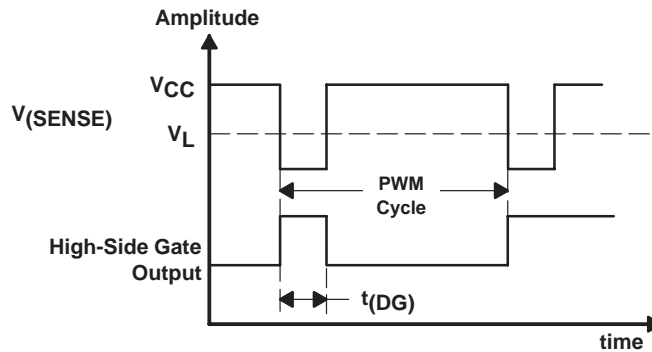 Amplitude
VCC
V(SENSE)
VL
PWM
Cycle
High-Side Gate
Output
t(DG)
time